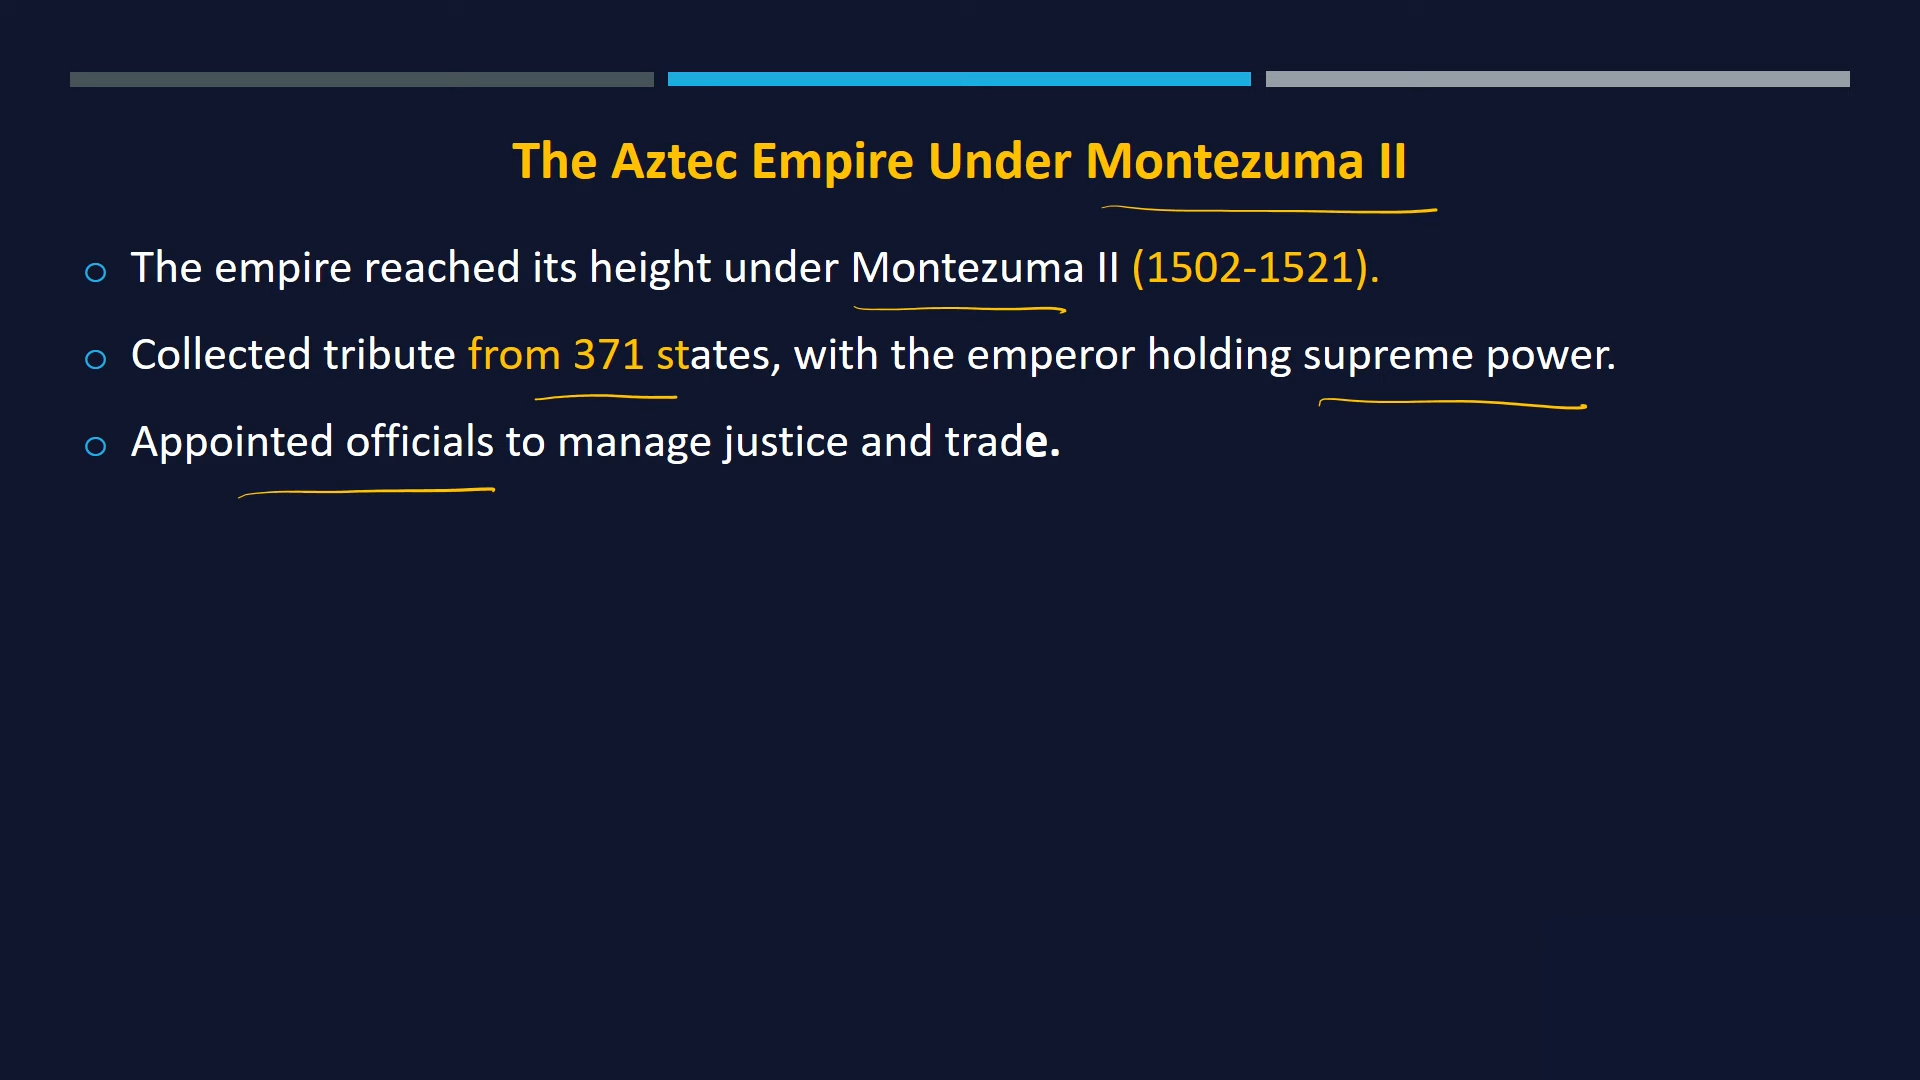 The Aztec Empire Under Montezuma II
The empire reached its height under Montezuma II (1502-1521).
Collected tribute from 371 states, with the emperor holding supreme power.
Appointed officials to manage justice and trade.